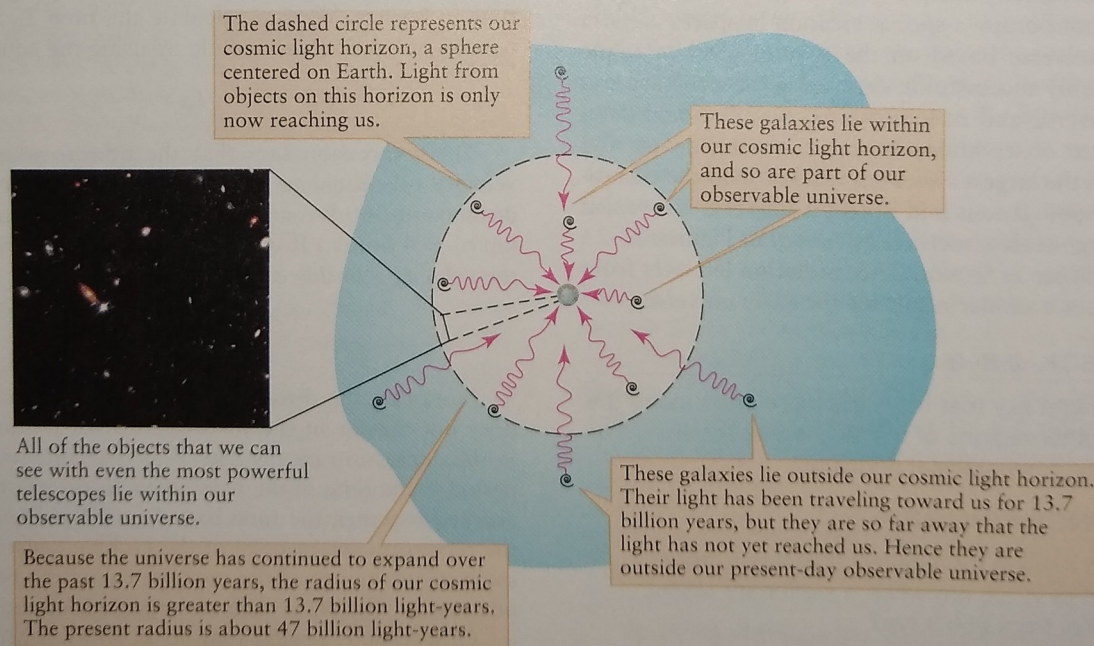 The dashed circle represents our
cosmic light horizon, a sphere
centered on Earth. Light from
objects on this horizon is only
now reaching us.
These galaxies lie within
our cosmic light horizon,
and so are part of our
observable universe.
All of the objects that we can
see with even the most powerful
telescopes lie within our
observable universe.
These galaxies lie outside our cosmic light horizon.
Their light has been traveling toward us for 13.7
billion years, but they are so far away that the
light has not yet reached us. Hence they are
outside our present-day observable universe.
Because the universe has continued to expand over
the past 13.7 billion years, the radius of our cosmic
light horizon is greater than 13.7 billion light-years.
The present radius is about 47 billion light-years.